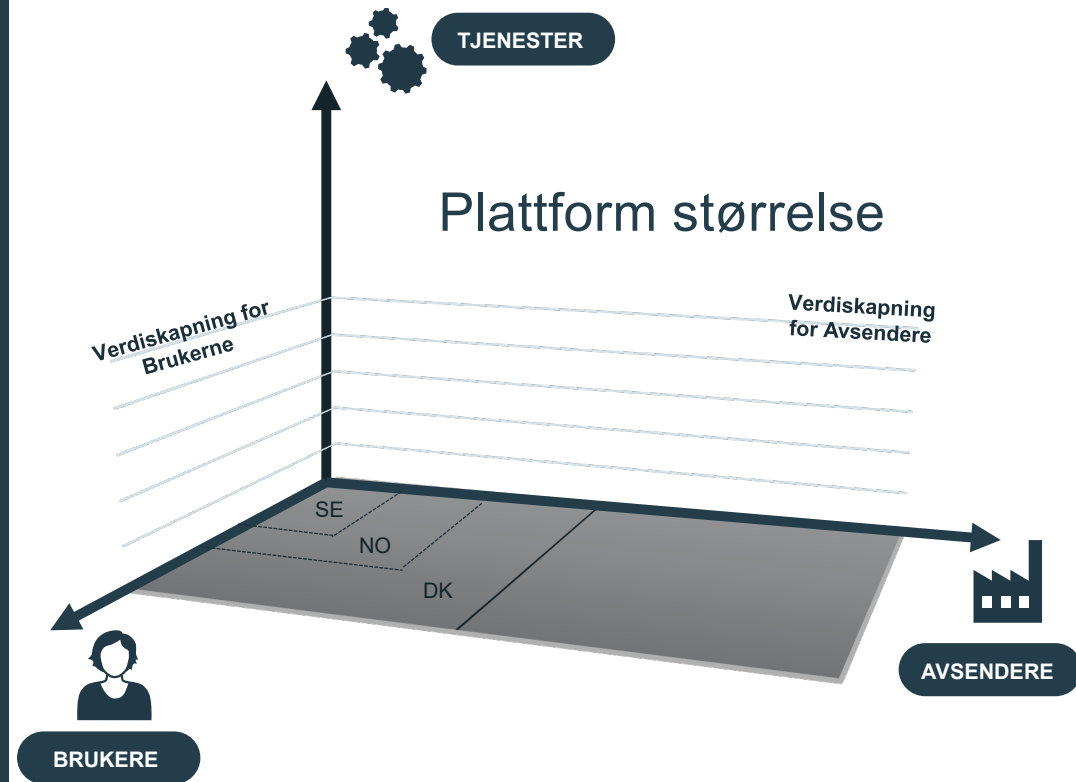 TJENESTER
Plattform størrelse
Verdiskapning for
Brukerne
Verdiskapning
for Avsendere
SE
NO
DK
AVSENDERE
BRUKERE